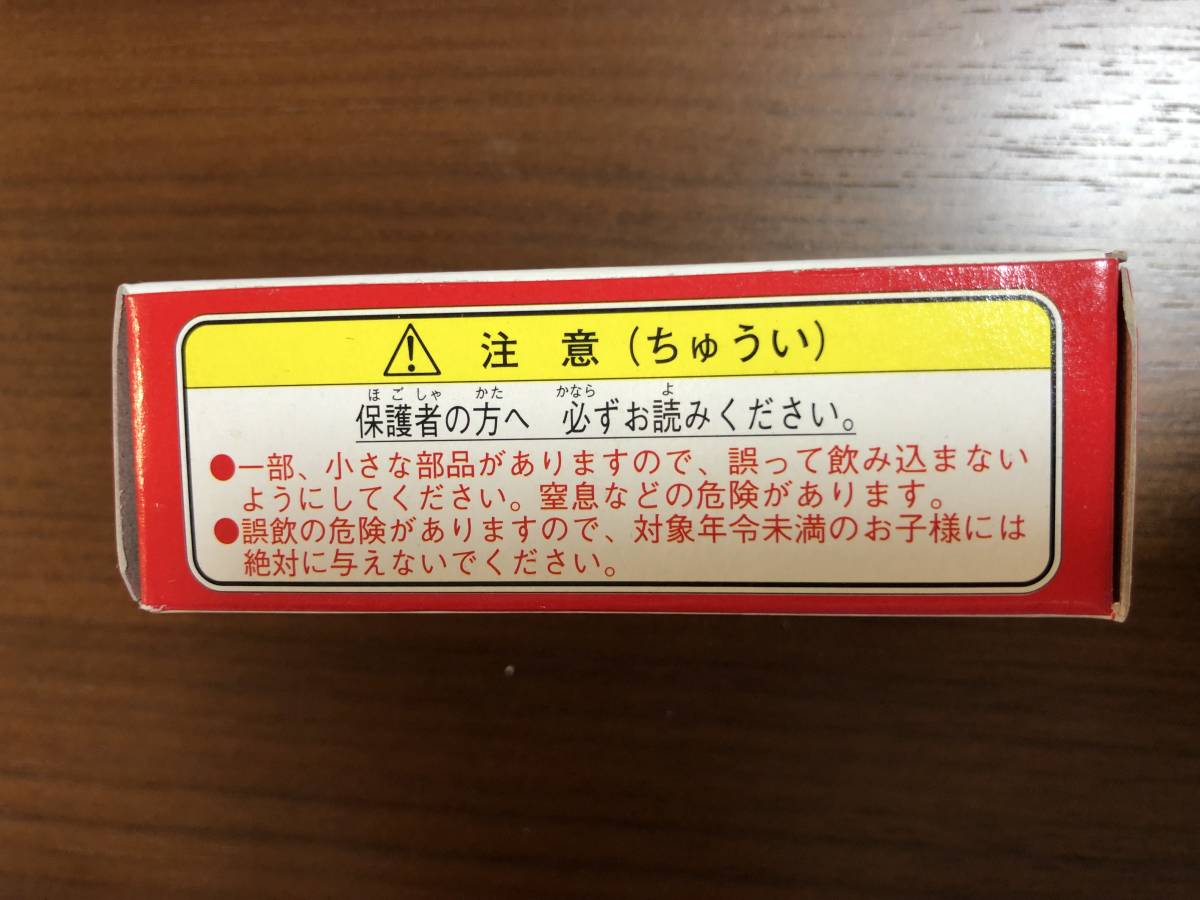 注 意（ちゅうい）
ほごしゃ かた かなら よ
保護者の方へ 必ずお読みください。
●一部、小さな部品がありますので、誤って飲み込まない
ようにしてください。窒息などの危険があります。
●誤飲の危険がありますので、対象年令未満のお子様には
絶対に与えないでください。